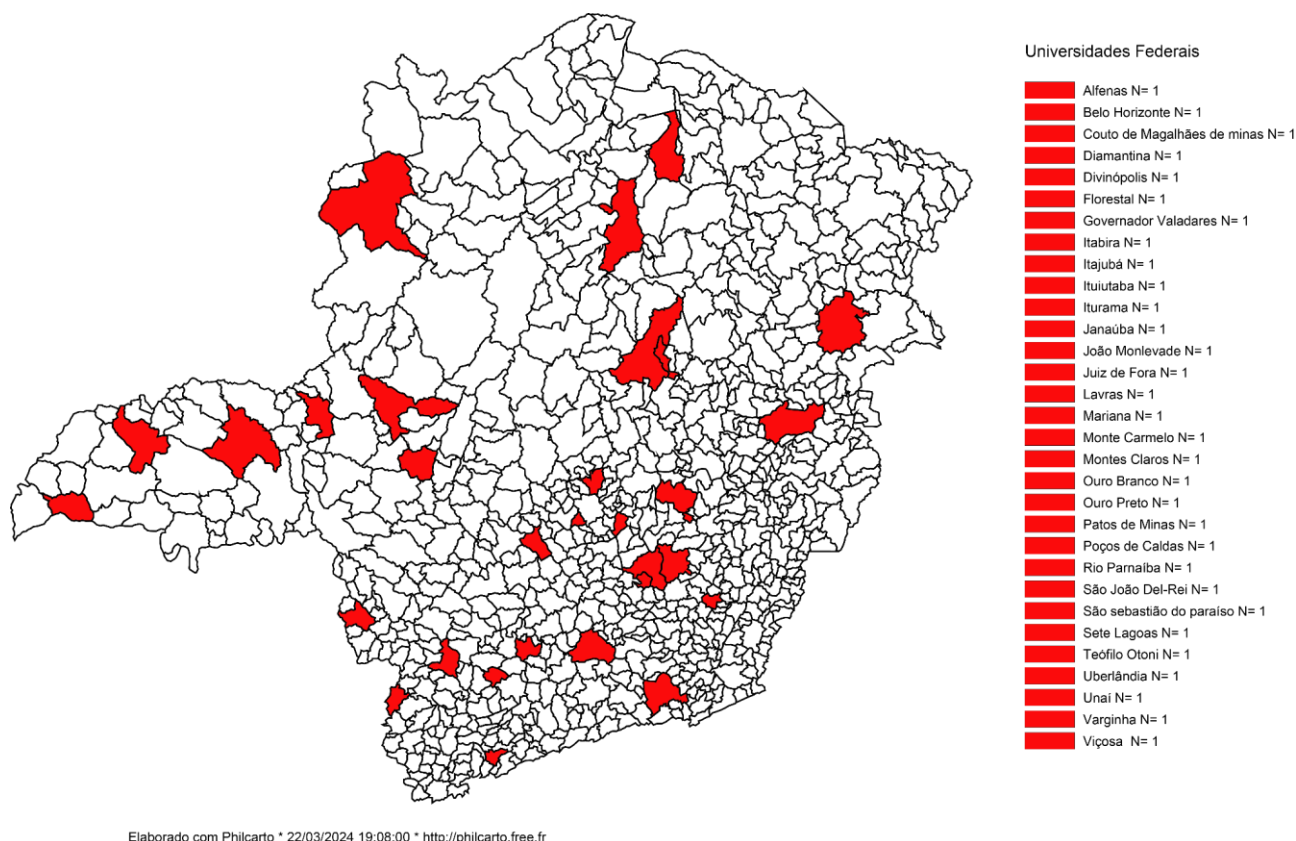 Universidades Federais
Alfenas N= 1
Belo Horizonte N= 1
Couto de Magalhães de minas N= 1
Diamantina N= 1
Divinópolis N= 1
Florestal N= 1
Governador Valadares N= 1
Itabira N= 1
Itajubá N= 1
Ituiutaba N= 1
Iturama N= 1
Janaúba N= 1
João Monlevade N= 1
Juiz de Fora N= 1
Lavras N= 1
Mariana N= 1
Monte Carmelo N= 1
Montes Claros N= 1
Ouro Branco N= 1
Ouro Preto N= 1
Patos de Minas N= 1
Poços de Caldas N= 1
Rio Parnaíba N= 1
São João Del-Rei N= 1
São sebastião do paraíso N= 1
Sete Lagoas N= 1
Teófilo Otoni N= 1
Uberlândia N= 1
Unaí N= 1
Varginha N= 1
Viçosa N= 1
Elaborado com Philcarto * 22/03/2024 19:08:00 * http://philcarto.free.fr